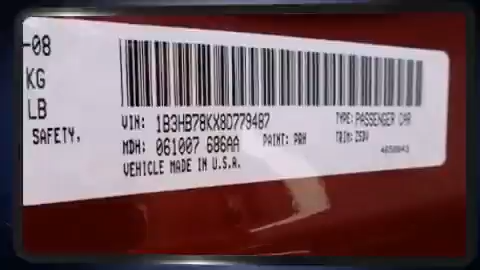 -08
KG
LB
SAFETY.
VIN: 1B3HB78KX8D779487 TYPE: PASSENGER CAR
MDH: 061007 686AA PAINT: PRH TRIM: Z5DV
VEHICLE MADE IN U.S.A.